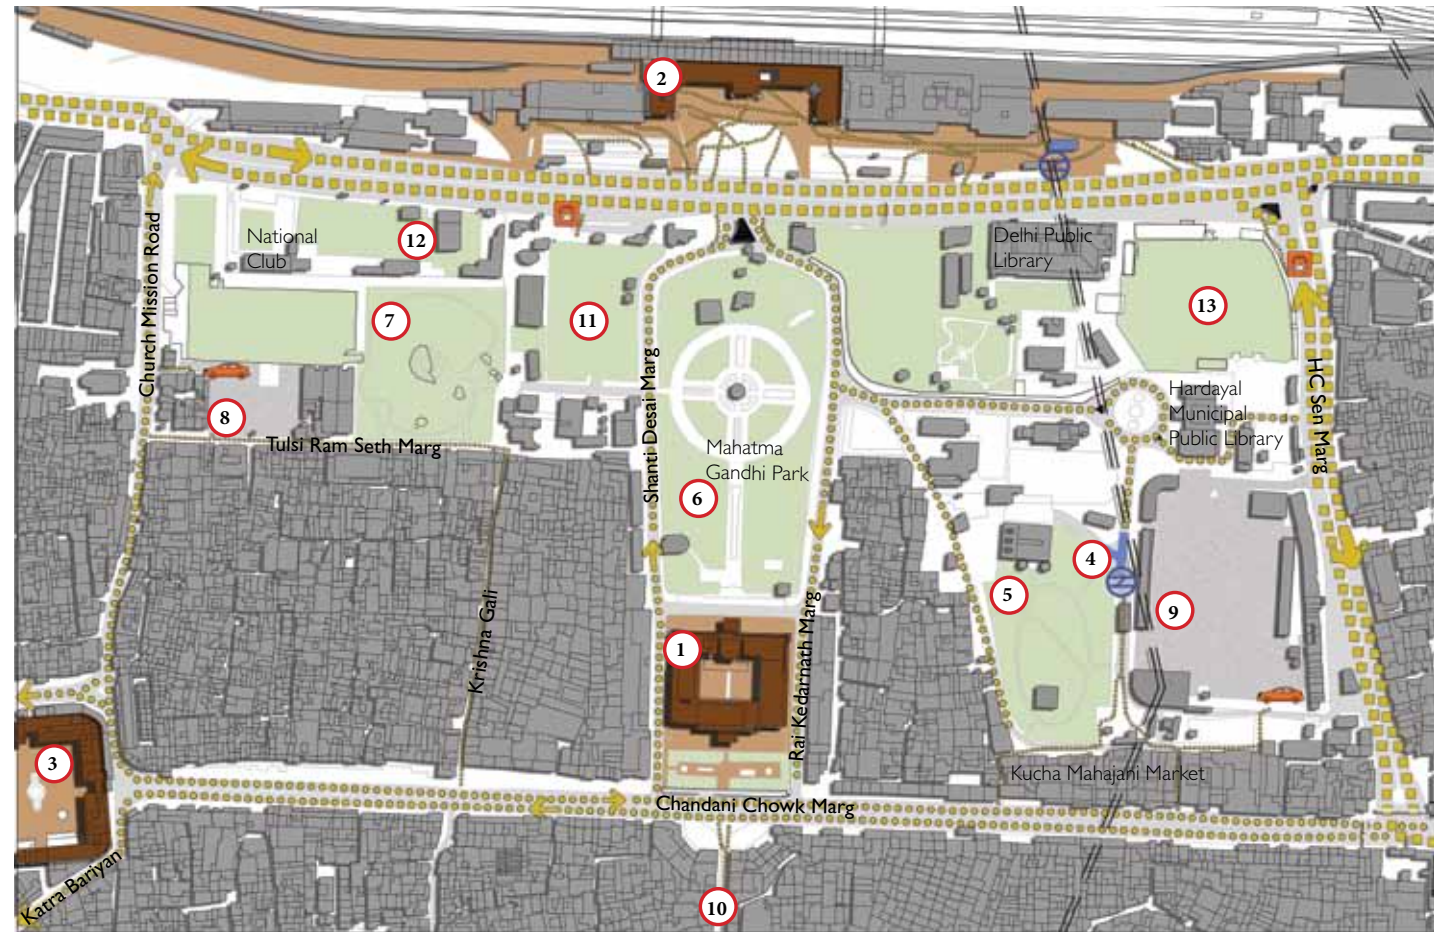 2
National
Club
12
Delhi Public
Library
Church Mission Road
7
11
13
8
Tulsi Ram Seth Marg
Shanti Desai Marg
Mahatma
Gandhi Park
6
Hardayal
Municipal
Public Library
HC Sen Marg
4
5
9
Krishna Gali
1
Rai Kedarnath Marg
3
Kucha Mahajani Market
Chandani Chowk Marg
Katra Bariyan
10